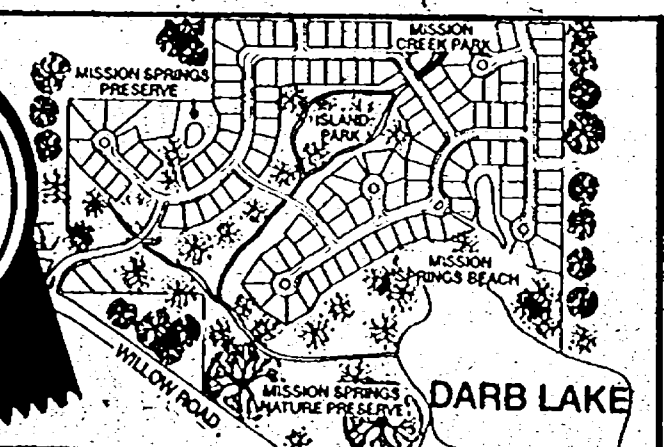 MISSION
CREEK PARK
MISSION SPRINGS
PRESERVE
ISLAND
PARK
MISSION
SPRINGS BEACH
WILLOW ROAD
MISSION SPRINGS
NATURE PRESERVE
DARB LAKE